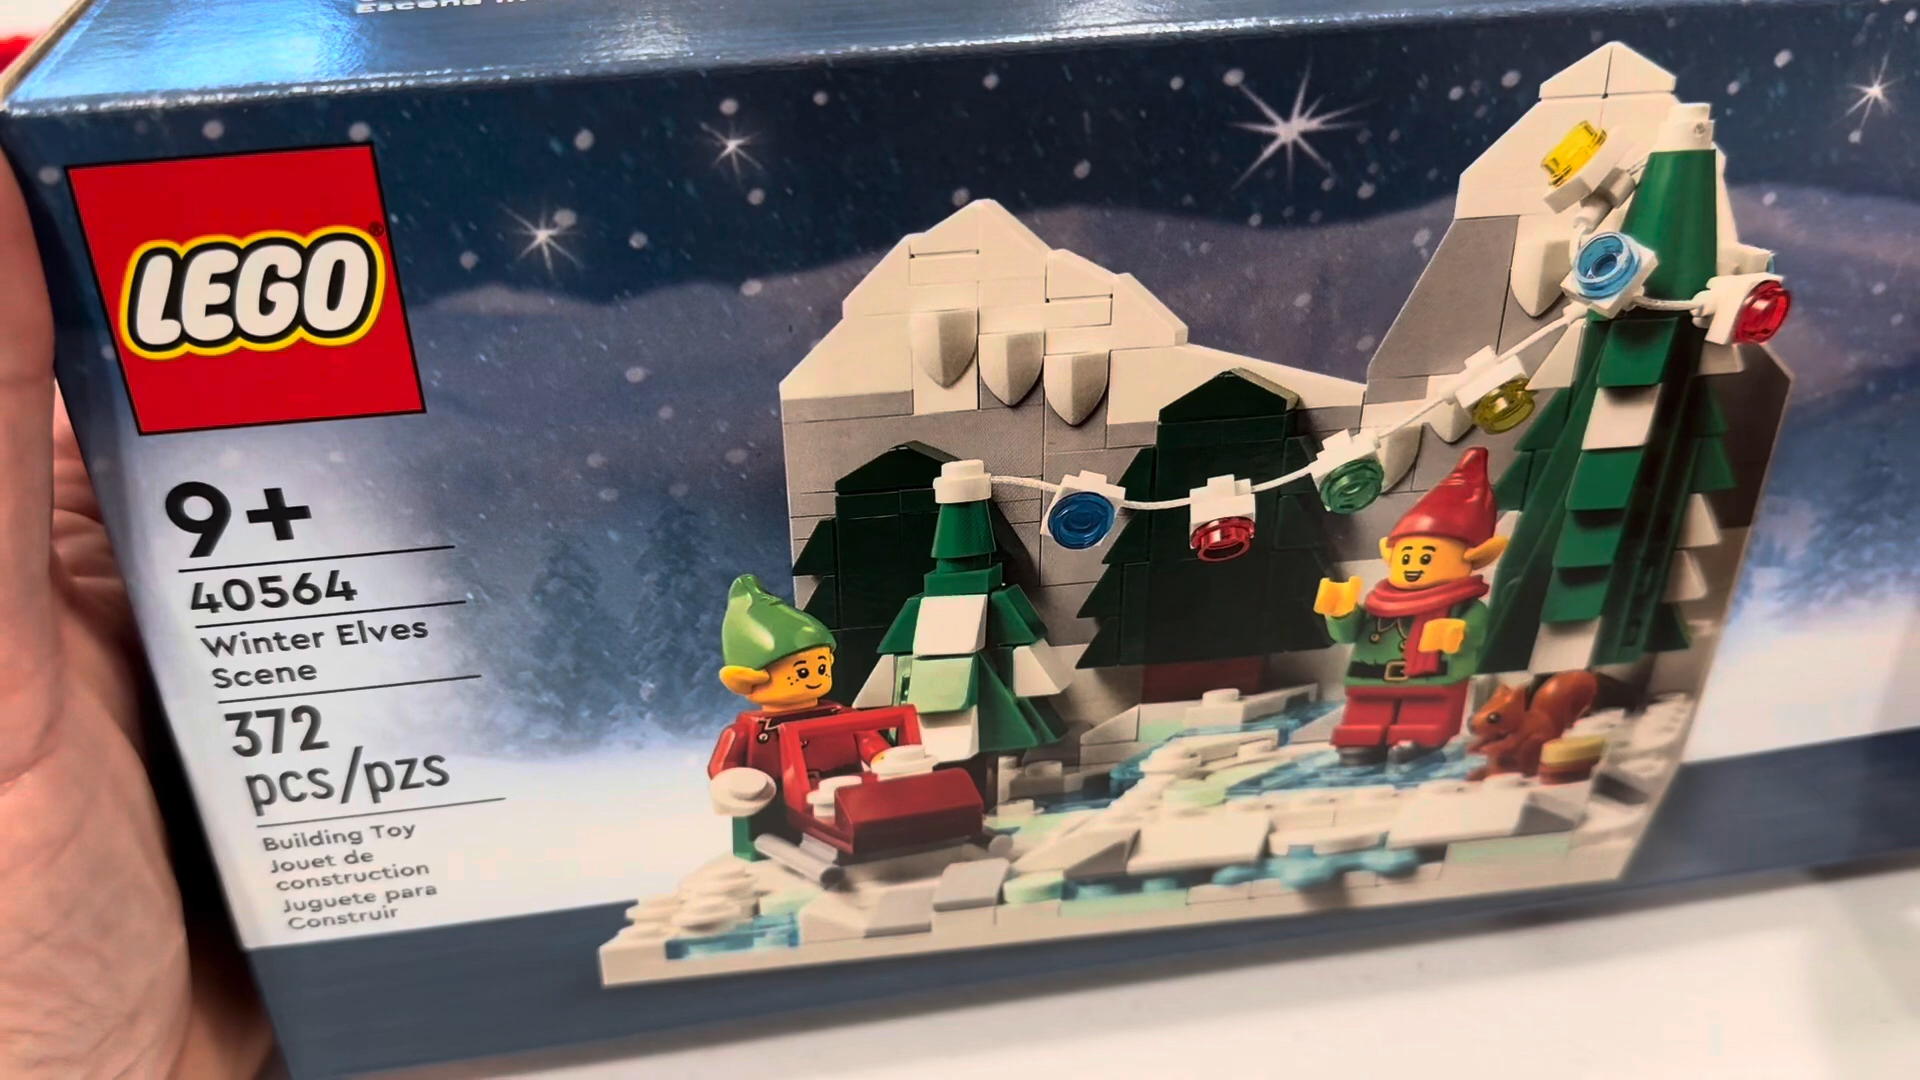 LEGO®
9+
40564
Winter Elves
Scene
372
pcs/pzs
Building Toy
Jouet de
construction
Juguete para
Construir